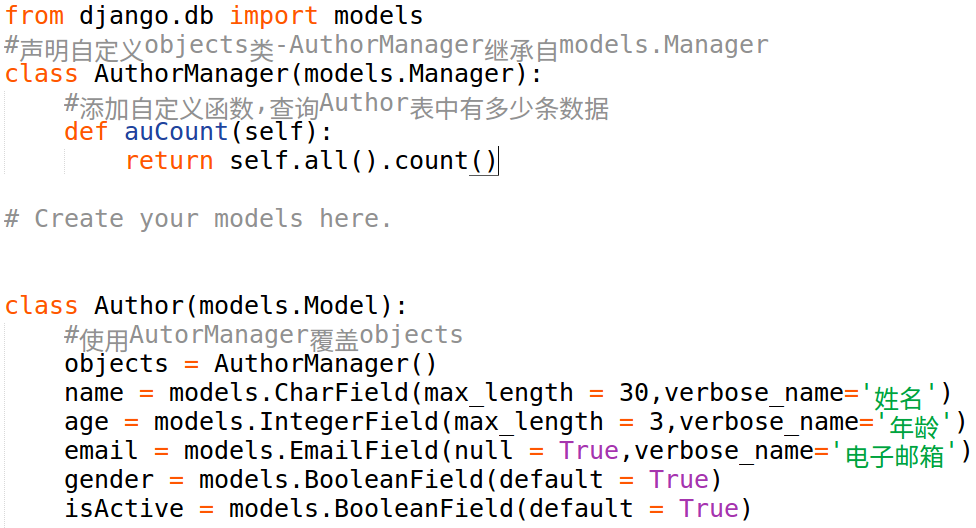 from django.db import models
#声明自定义objects类-AuthorManager继承自models.Manager
class AuthorManager(models.Manager):
    #添加自定义函数,查询Author表中有多少条数据
    def auCount(self):
        return self.all().count()
# Create your models here.
class Author(models.Model):
    #使用AutorManager覆盖objects
    objects = AuthorManager()
    name = models.CharField(max_length = 30,verbose_name='姓名')
    age = models.IntegerField(max_length = 3,verbose_name='年龄')
    email = models.EmailField(null = True,verbose_name='电子邮箱')
    gender = models.BooleanField(default = True)
    isActive = models.BooleanField(default = True)